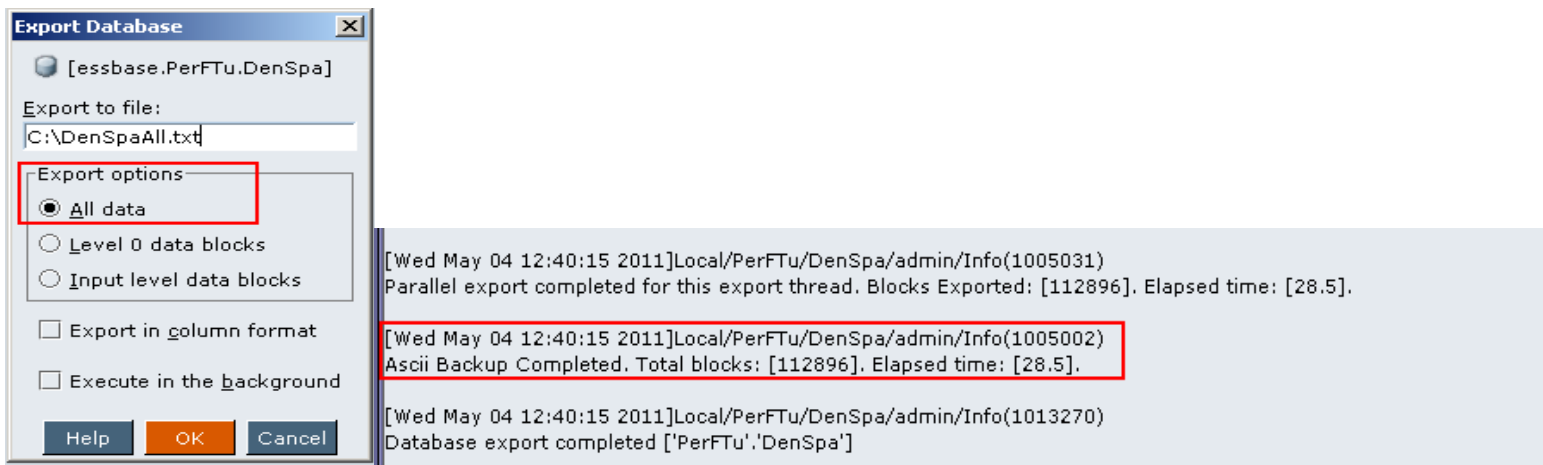 Export Database
[essbase.PerFTu.DenSpa]
Export to file:
C:\DenSpaAll.txt
Export options
All data
Level 0 data blocks
Input level data blocks
Export in column format
Execute in the background
Help OK Cancel
[Wed May 04 12:40:15 2011]Local/PerFTu/DenSpa/admin/Info(1005031)
Parallel export completed for this export thread. Blocks Exported: [112896]. Elapsed time: [28.5].
[Wed May 04 12:40:15 2011]Local/PerFTu/DenSpa/admin/Info(1005002)
Ascii Backup Completed. Total blocks: [112896]. Elapsed time: [28.5].
[Wed May 04 12:40:15 2011]Local/PerFTu/DenSpa/admin/Info(1013270)
Database export completed ['PerFTu'.'DenSpa']